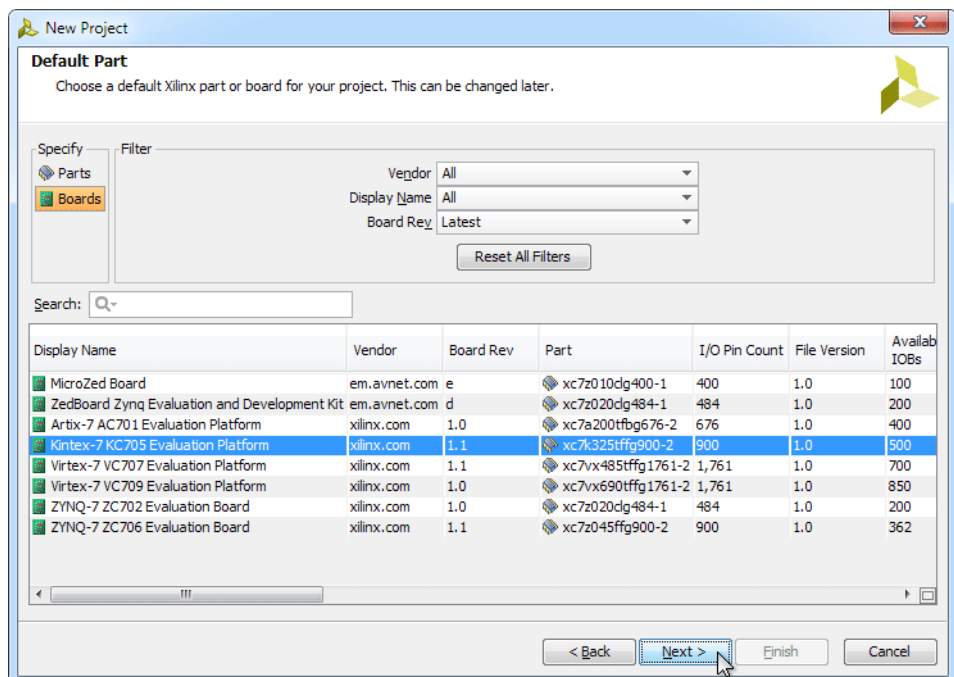 New Project
Default Part
Choose a default Xilinx part or board for your project. This can be changed later.
Specify Filter
Parts Vendor All
Boards Display Name All
Board Rev Latest
Reset All Filters
Search:
Display Name Vendor Board Rev Part I/O Pin Count File Version Availab
IOBs
MicroZed Board em.avnet.com e xc7z010clg400-1 400 1.0 100
ZedBoard Zynq Evaluation and Development Kit em.avnet.com d xc7z020clg484-1 484 1.0 200
Artix-7 AC701 Evaluation Platform xilinx.com 1.0 xc7a200tfbg676-2 676 1.0 400
Kintex-7 KC705 Evaluation Platform xilinx.com 1.1 xc7k325tffg900-2 900 1.0 500
Virtex-7 VC707 Evaluation Platform xilinx.com 1.1 xc7vx485tffg1761-2 1,761 1.0 700
Virtex-7 VC709 Evaluation Platform xilinx.com 1.0 xc7vx690tffg1761-2 1,761 1.0 850
ZYNQ-7 ZC702 Evaluation Board xilinx.com 1.0 xc7z020clg484-1 484 1.0 200
ZYNQ-7 ZC706 Evaluation Board xilinx.com 1.1 xc7z045ffg900-2 900 1.0 362
< Back Next > Finish Cancel